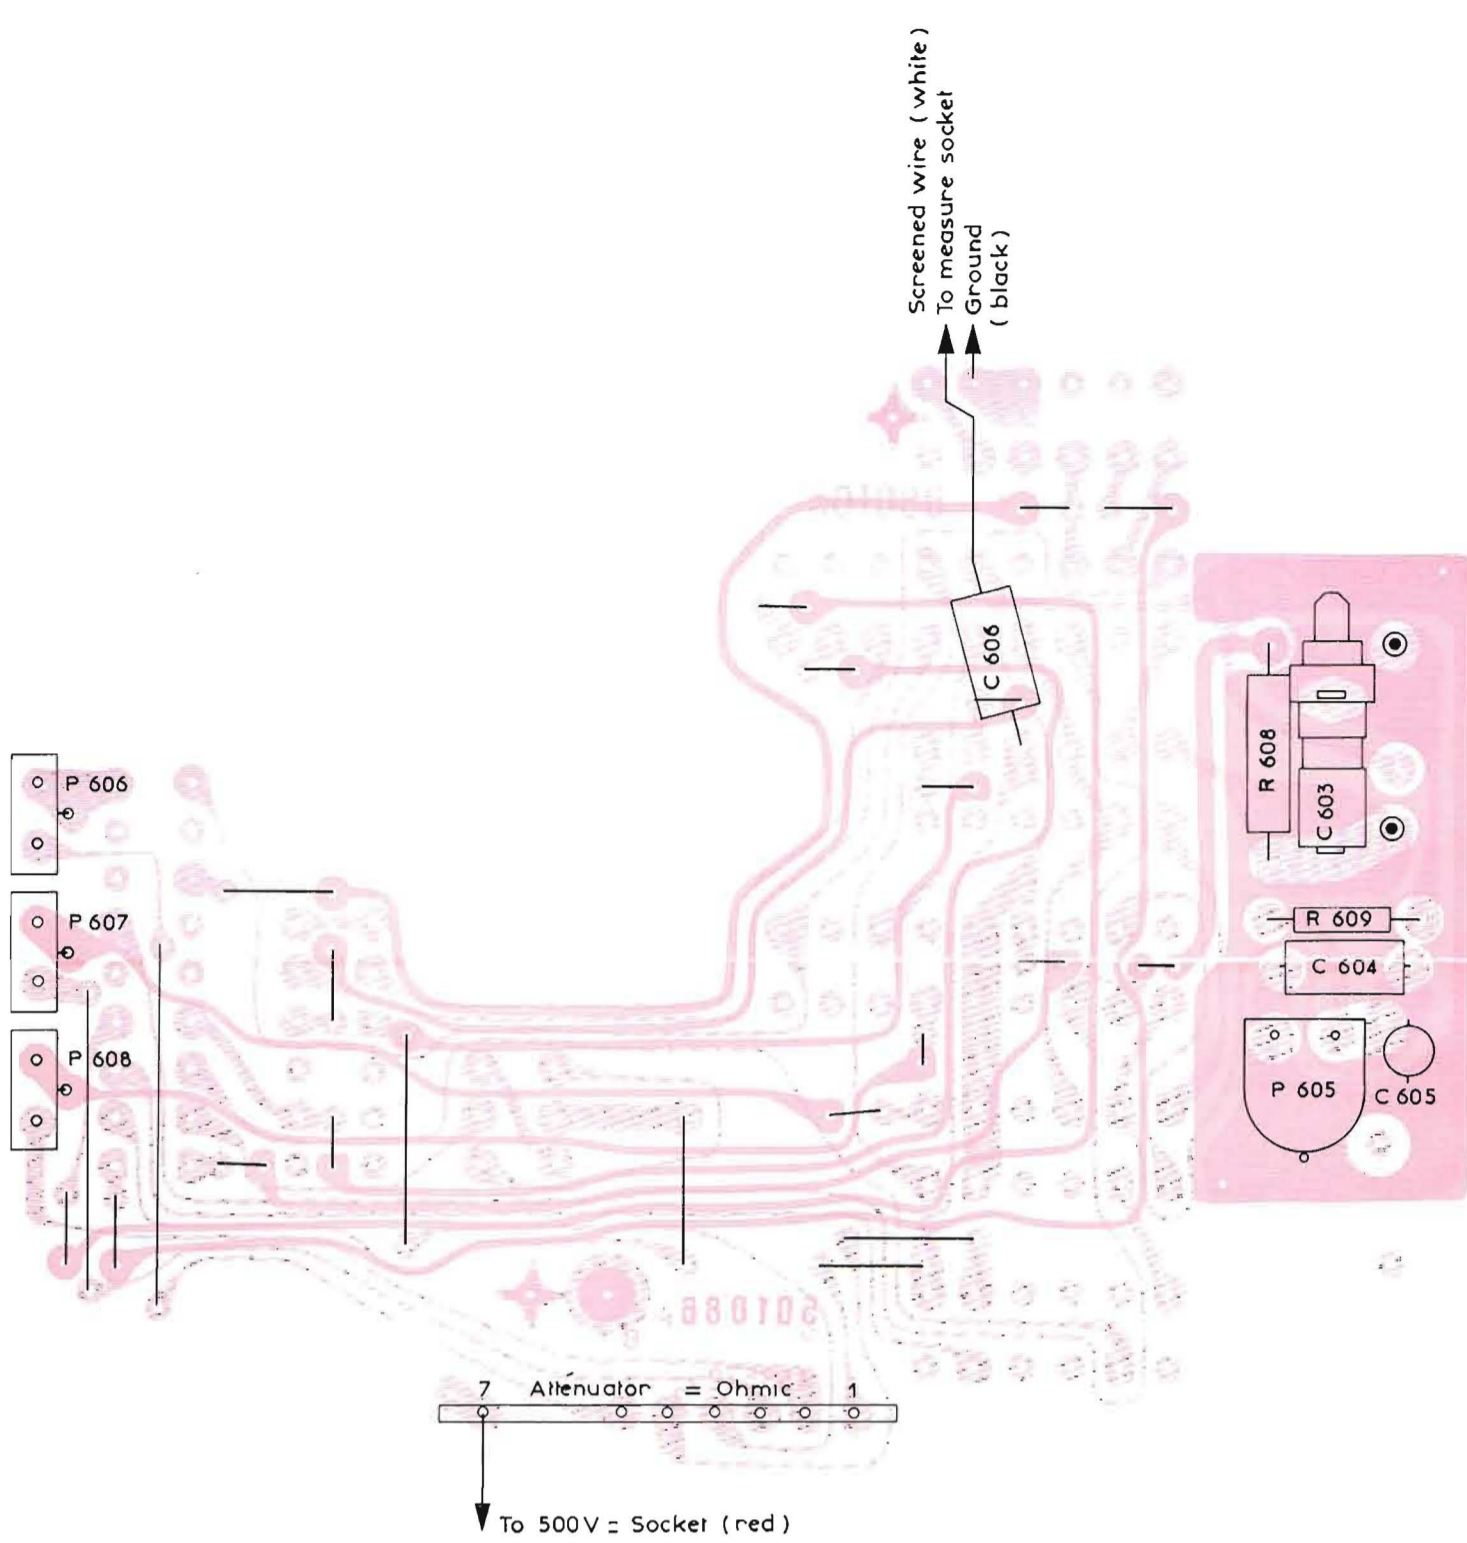 Screened wire (white)
To measure socket
Ground
(black)
C 606
R 608
C 603
P 606
P 607
R 609
C 604
P 608
P 605
C 605
501086
7 Attenuator = Ohmic 1
To 500V = Socket (red)